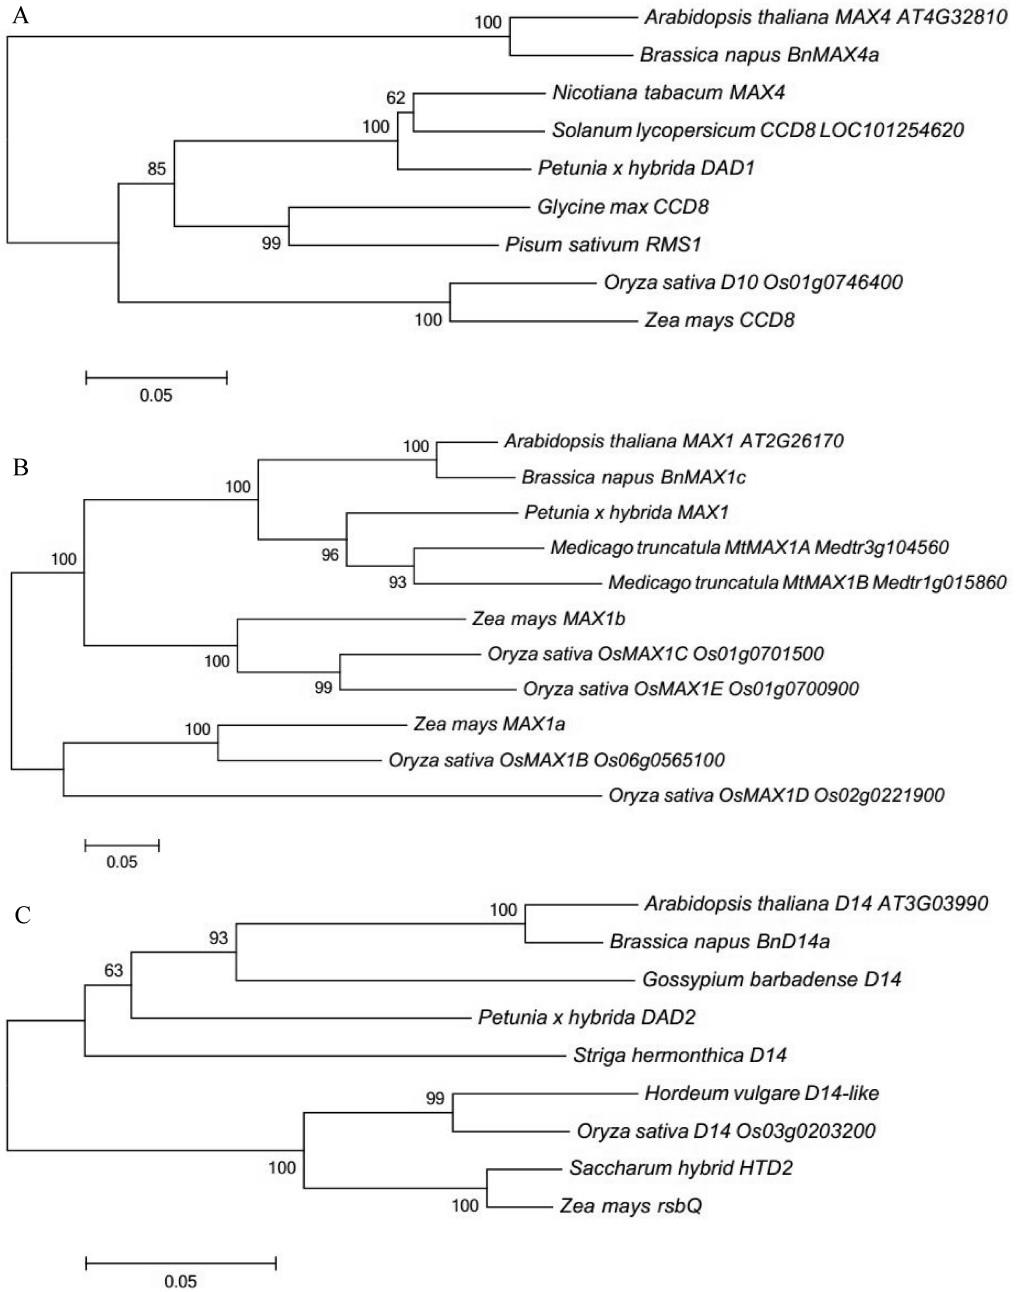 A
100
Arabidopsis thaliana MAX4 AT4G32810
Brassica napus BnMAX4a
62
Nicotiana tabacum MAX4
100
Solanum lycopersicum CCD8 LOC101254620
85
Petunia x hybrida DAD1
Glycine max CCD8
99
Pisum sativum RMS1
Oryza sativa D10 Os01g0746400
100
Zea mays CCD8
0.05
B
100
Arabidopsis thaliana MAX1 AT2G26170
100
Brassica napus BnMAX1c
Petunia x hybrida MAX1
100
96
Medicago truncatula MtMAX1A Medtr3g104560
93
Medicago truncatula MtMAX1B Medtr1g015860
Zea mays MAX1b
100
Oryza sativa OsMAX1C Os01g0701500
99
Oryza sativa OsMAX1E Os01g0700900
100
Zea mays MAX1a
Oryza sativa OsMAX1B Os06g0565100
Oryza sativa OsMAX1D Os02g0221900
0.05
C
100
Arabidopsis thaliana D14 AT3G03990
93
Brassica napus BnD14a
63
Gossypium barbadense D14
Petunia x hybrida DAD2
Striga hermonthica D14
99
Hordeum vulgare D14-like
Oryza sativa D14 Os03g0203200
100
Saccharum hybrid HTD2
100
Zea mays rsbQ
0.05